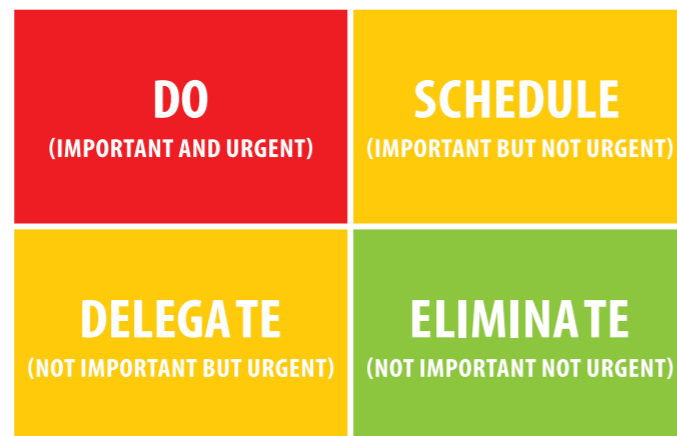 DO
(IMPORTANT AND URGENT)
SCHEDULE
(IMPORTANT BUT NOT URGENT)
DELEGATE
(NOT IMPORTANT BUT URGENT)
ELIMINATE
(NOT IMPORTANT NOT URGENT)